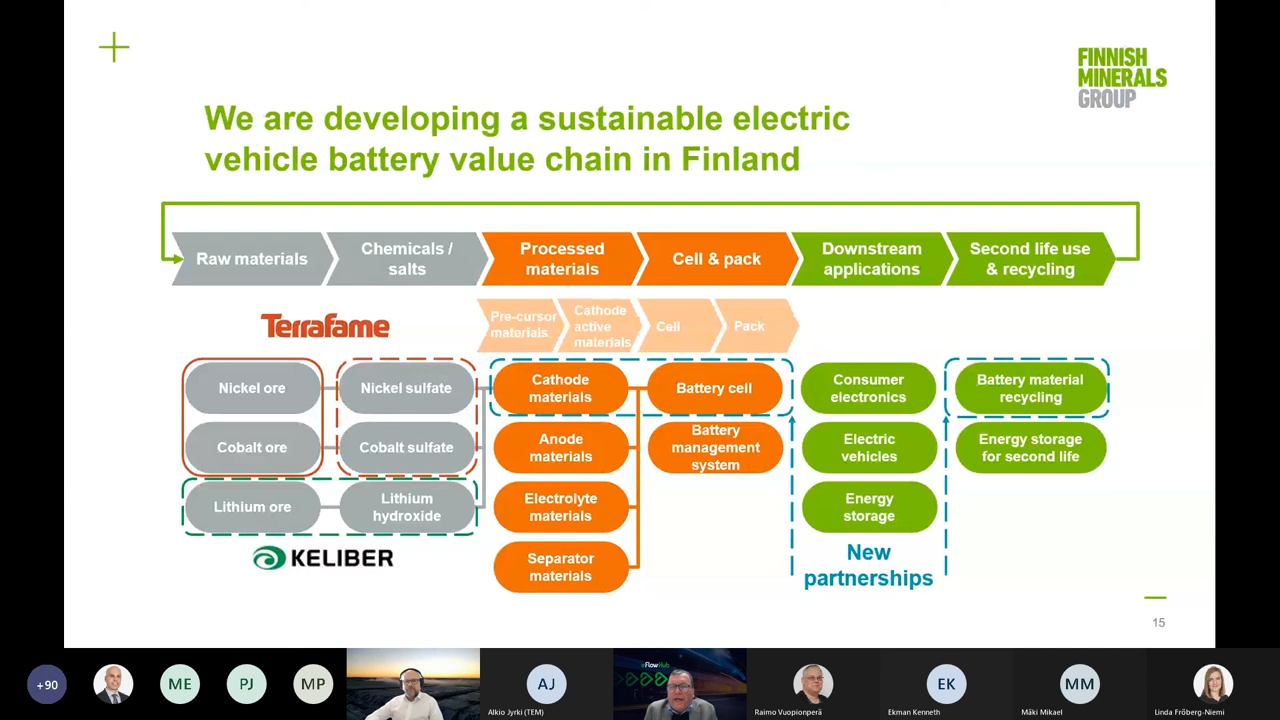 FINNISH
MINERALS
GROUP
We are developing a sustainable electric
vehicle battery value chain in Finland
Raw materials
Chemicals /
salts
Processed
materials
Cell & pack
Downstream
applications
Second life use
& recycling
Terrafame
Pre-cursor
materials
Cathode
active
materials
Cell
Pack
Nickel ore
Nickel sulfate
Cathode
materials
Battery cell
Consumer
electronics
Battery material
recycling
Cobalt ore
Cobalt sulfate
Anode
materials
Battery
management
system
Electric
vehicles
Energy storage
for second life
Lithium ore
Lithium
hydroxide
Electrolyte
materials
Energy
storage
KELIBER
Separator
materials
New
partnerships
15
+90
ME
PJ
MP
AJ
Alkio Jyrki (TEM)
eFlowHub
Raimo Vuopionperä
EK
Ekman Kenneth
MM
Mäki Mikael
Linda Fröberg-Niemi